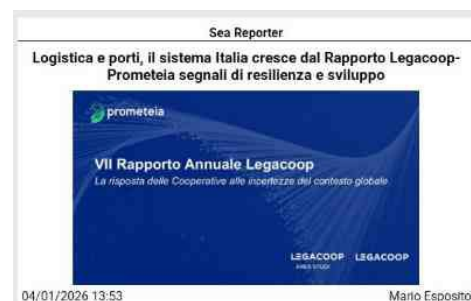 Sea Reporter
Logistica e porti, il sistema Italia cresce dal Rapporto Legacoop-
Prometeia segnali di resilienza e sviluppo
prometeia
VII Rapporto Annuale Legacoop
La risposta delle Cooperative alle incertezze del contesto globale
LEGACOOP LEGACOOP
AREA STUDI
04/01/2026 13:53 Mario Esposito